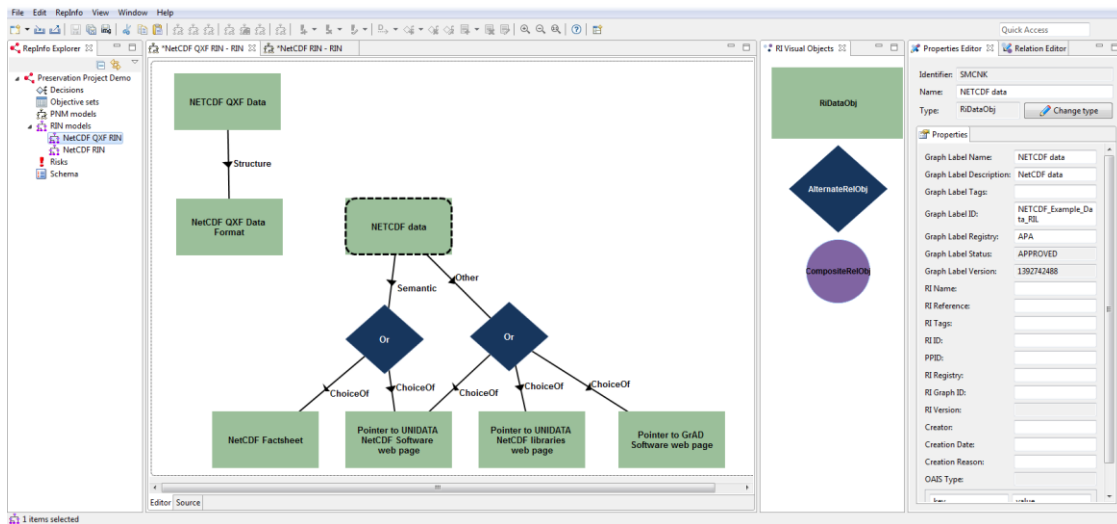 File Edit RepInfo View Window Help
Quick Access
RepInfo Explorer
Preservation Project Demo
Decisions
Objective sets
PNM models
RIN models
NetCDF QXF RIN
NetCDF RIN
Risks
Schema
*NetCDF QXF RIN - RIN
*NetCDF RIN - RIN
NETCDF QXF Data
Structure
NetCDF QXF Data
Format
NETCDF data
Semantic
Other
Or
Or
ChoiceOf
ChoiceOf
ChoiceOf
ChoiceOf
ChoiceOf
NetCDF Factsheet
Pointer to UNIDATA
NetCDF Software
web page
Pointer to UNIDATA
NetCDF libraries
web page
Pointer to GrAD
Software web page
Editor Source
RI Visual Objects
RiDataObj
AlternateRelObj
CompositeRelObj
Properties Editor
Relation Editor
Identifier: SMCNK
Name: NETCDF data
Type: RiDataObj
Change type
Properties
Graph Label Name: NETCDF data
Graph Label Description: NetCDF data
Graph Label Tags:
Graph Label ID: NETCDF_Example_Da
ta_RIL
Graph Label Registry: APA
Graph Label Status: APPROVED
Graph Label Version: 1392742488
RI Name:
RI Reference:
RI Tags:
RI ID:
PPID:
RI Registry:
RI Graph ID:
RI Version:
Creator:
Creation Date:
Creation Reason:
OAIS Type:
key value
1 items selected